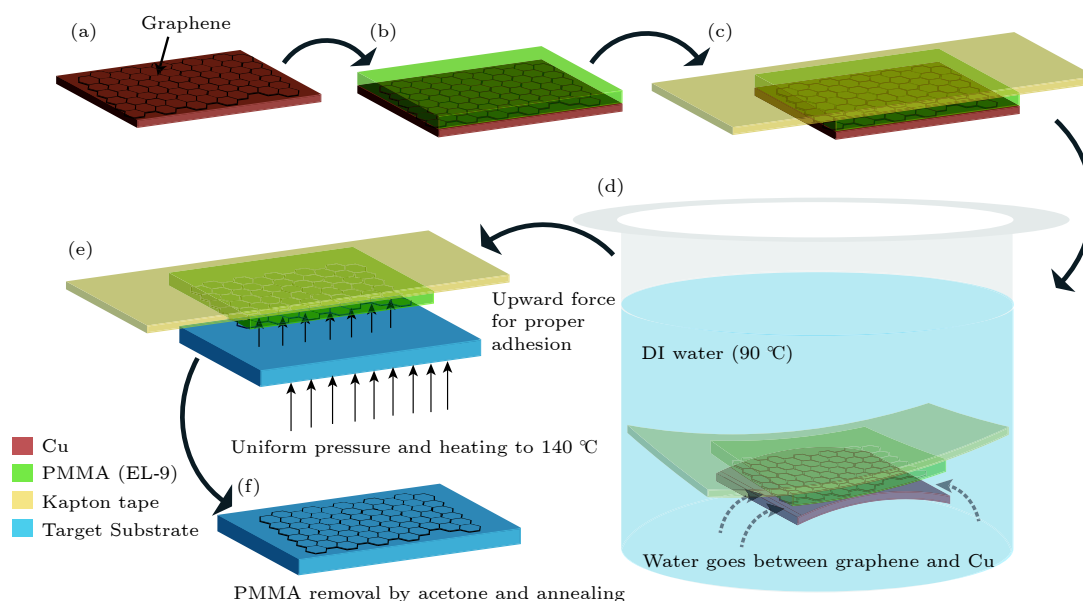 (a)
Graphene
(b)
(c)
(d)
DI water (90 ℃)
Water goes between graphene and Cu
(e)
Upward force
for proper
adhesion
Uniform pressure and heating to 140 ℃
(f)
PMMA removal by acetone and annealing
Cu
PMMA (EL-9)
Kapton tape
Target Substrate